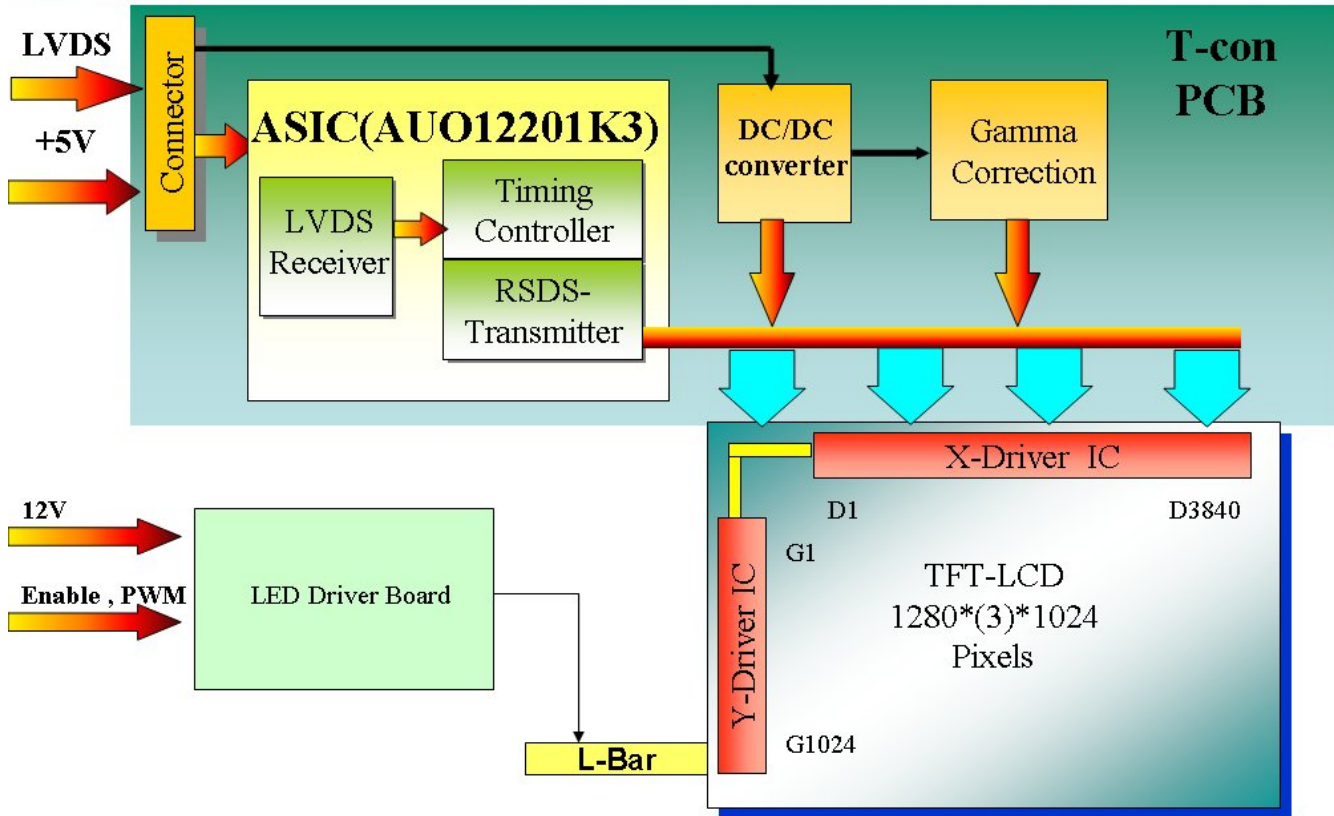 LVDS
+5V
Connector
ASIC(AUO12201K3)
LVDS
Receiver
Timing
Controller
RSDS-
Transmitter
DC/DC
converter
Gamma
Correction
T-con
PCB
X-Driver IC
D1
D3840
G1
Y-Driver IC
TFT-LCD
1280*(3)*1024
Pixels
G1024
12V
Enable , PWM
LED Driver Board
L-Bar